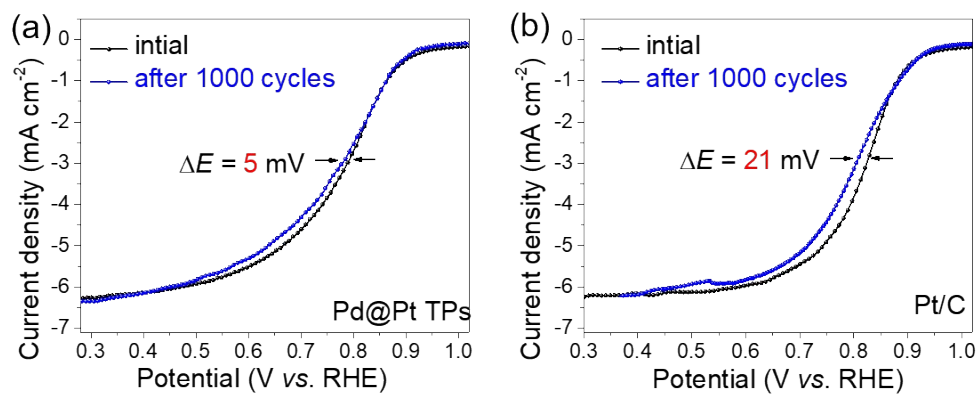 (a)
intial
after 1000 cycles
ΔE = 5 mV
Pd@Pt TPs
Current density (mA cm⁻²)
0
-1
-2
-3
-4
-5
-6
-7
0.3 0.4 0.5 0.6 0.7 0.8 0.9 1.0
Potential (V vs. RHE)
(b)
intial
after 1000 cycles
ΔE = 21 mV
Pt/C
Current density (mA cm⁻²)
0
-1
-2
-3
-4
-5
-6
-7
0.3 0.4 0.5 0.6 0.7 0.8 0.9 1.0
Potential (V vs. RHE)